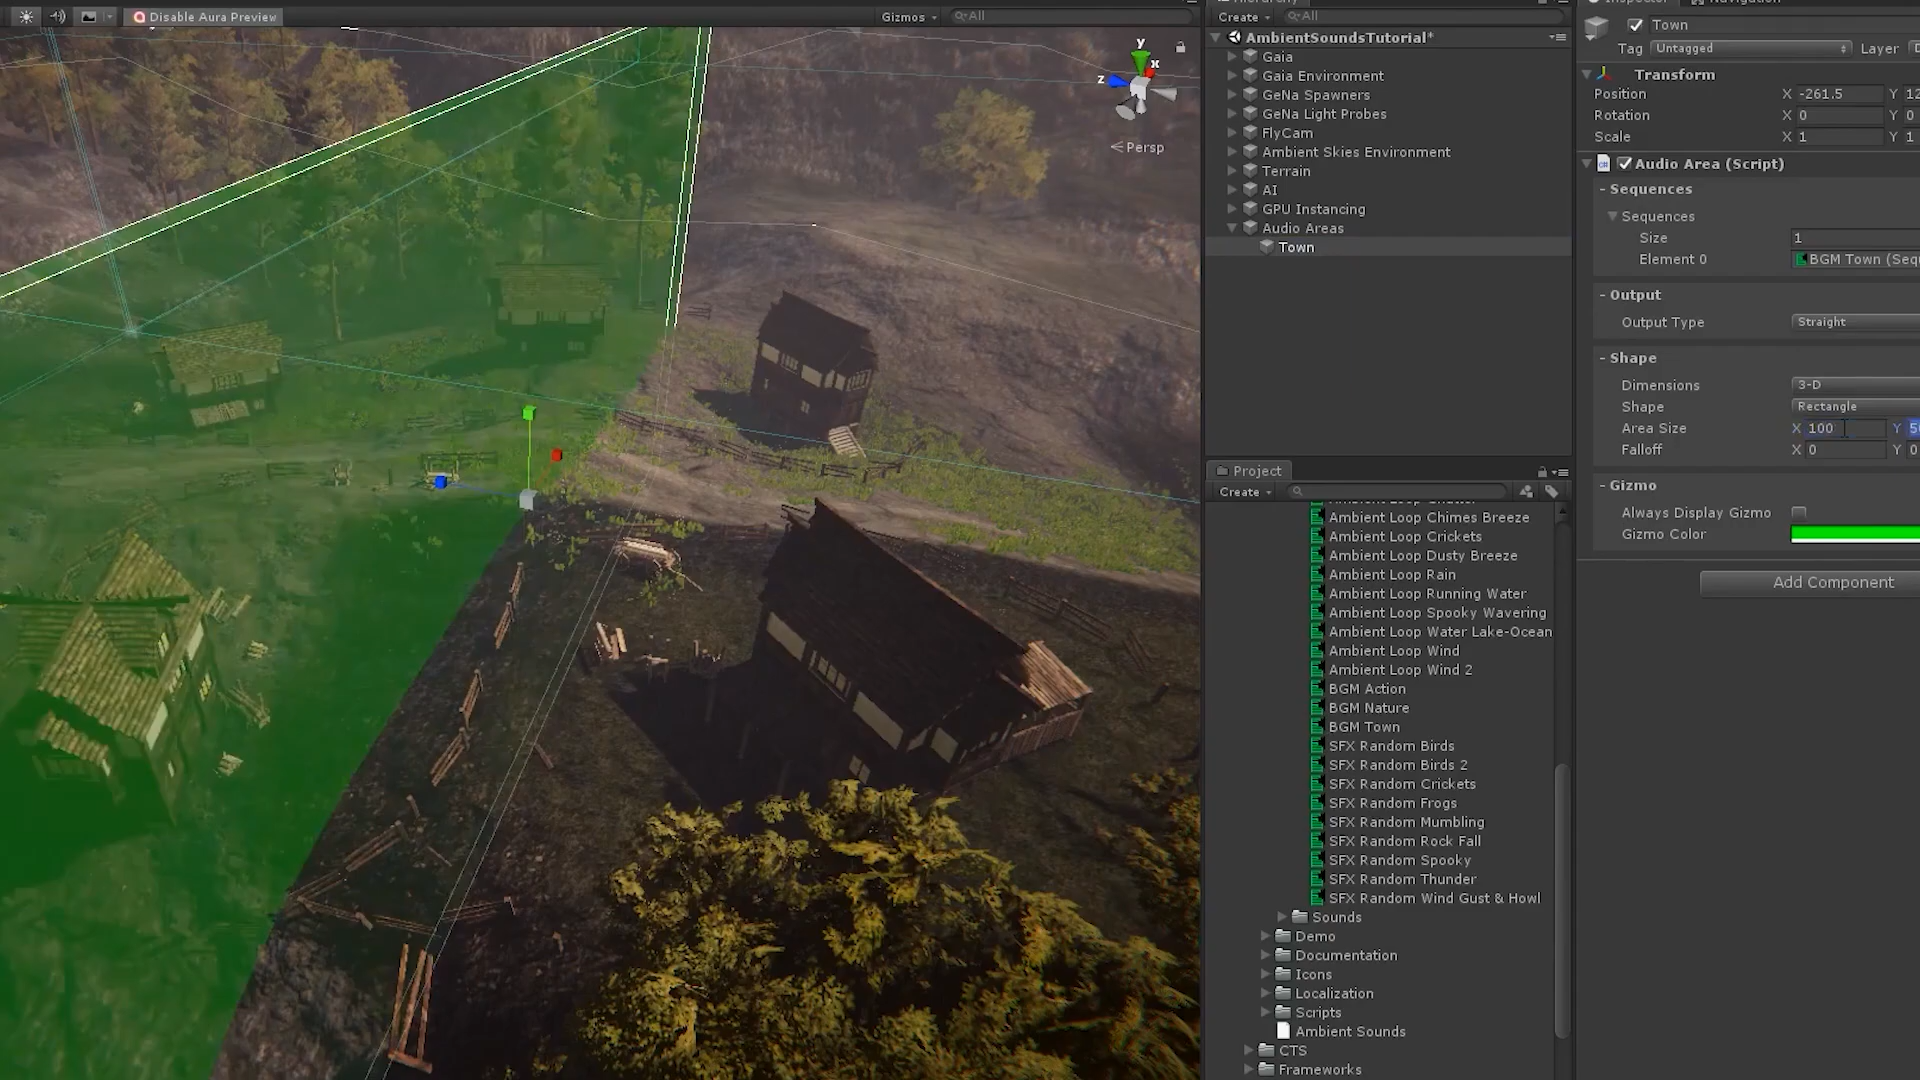 Disable Aura Preview
Gizmos
All
y
x
z
Persp
Create
All
AmbientSoundsTutorial*
Gaia
Gaia Environment
GeNa Spawners
GeNa Light Probes
FlyCam
Ambient Skies Environment
Terrain
AI
GPU Instancing
Audio Areas
Town
Project
Create
Ambient Loop Chimes Breeze
Ambient Loop Crickets
Ambient Loop Dusty Breeze
Ambient Loop Rain
Ambient Loop Running Water
Ambient Loop Spooky Wavering
Ambient Loop Water Lake-Ocean
Ambient Loop Wind
Ambient Loop Wind 2
BGM Action
BGM Nature
BGM Town
SFX Random Birds
SFX Random Birds 2
SFX Random Crickets
SFX Random Frogs
SFX Random Mumbling
SFX Random Rock Fall
SFX Random Spooky
SFX Random Thunder
SFX Random Wind Gust & Howl
Sounds
Demo
Documentation
Icons
Localization
Scripts
Ambient Sounds
CTS
Frameworks
Town
Tag Untagged Layer
Transform
Position X -261.5 Y 12
Rotation X 0 Y 0
Scale X 1 Y 1
Audio Area (Script)
- Sequences
Sequences
Size 1
Element 0 BGM Town (Sequ
- Output
Output Type Straight
- Shape
Dimensions 3-D
Shape Rectangle
Area Size X 100 Y 50
Falloff X 0 Y 0
- Gizmo
Always Display Gizmo
Gizmo Color
Add Component